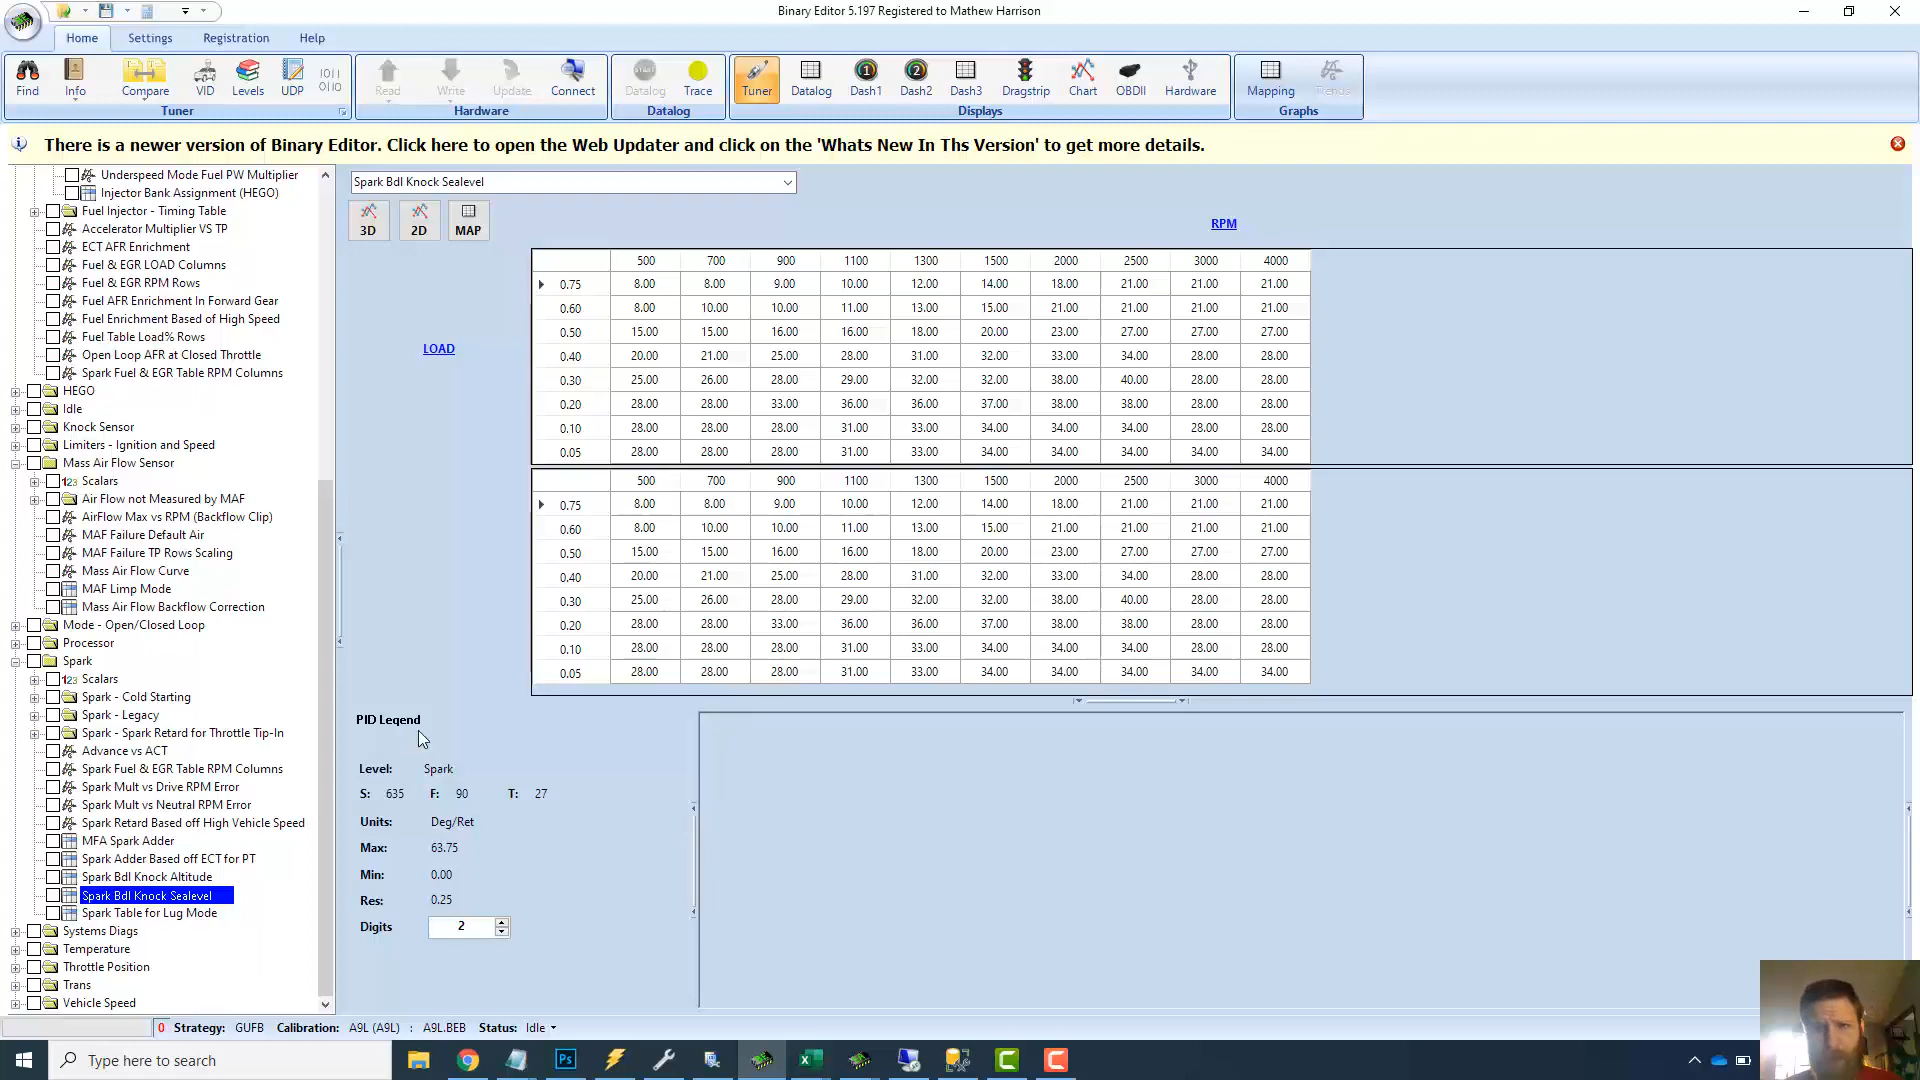 Binary Editor 5.197 Registered to Mathew Harrison
Home Settings Registration Help
Find Info Compare VID Levels UDP 1011 0110 Read Write Update Connect START Datalog Trace Tuner Datalog 1 Dash1 2 Dash2 Dash3 Dragstrip Chart OBDII Hardware Mapping Trends
Tuner Hardware Datalog Displays Graphs
There is a newer version of Binary Editor. Click here to open the Web Updater and click on the 'Whats New In Ths Version' to get more details.
Underspeed Mode Fuel PW Multiplier
Injector Bank Assignment (HEGO)
Fuel Injector - Timing Table
Accelerator Multiplier VS TP
ECT AFR Enrichment
Fuel & EGR LOAD Columns
Fuel & EGR RPM Rows
Fuel AFR Enrichment In Forward Gear
Fuel Enrichment Based of High Speed
Fuel Table Load% Rows
Open Loop AFR at Closed Throttle
Spark Fuel & EGR Table RPM Columns
HEGO
Idle
Knock Sensor
Limiters - Ignition and Speed
Mass Air Flow Sensor
123 Scalars
Air Flow not Measured by MAF
AirFlow Max vs RPM (Backflow Clip)
MAF Failure Default Air
MAF Failure TP Rows Scaling
Mass Air Flow Curve
MAF Limp Mode
Mass Air Flow Backflow Correction
Mode - Open/Closed Loop
Processor
Spark
123 Scalars
Spark - Cold Starting
Spark - Legacy
Spark - Spark Retard for Throttle Tip-In
Advance vs ACT
Spark Fuel & EGR Table RPM Columns
Spark Mult vs Drive RPM Error
Spark Mult vs Neutral RPM Error
Spark Retard Based off High Vehicle Speed
MFA Spark Adder
Spark Adder Based off ECT for PT
Spark Bdl Knock Altitude
Spark Bdl Knock Sealevel
Spark Table for Lug Mode
Systems Diags
Temperature
Throttle Position
Trans
Vehicle Speed
Spark Bdl Knock Sealevel
3D 2D MAP
RPM
LOAD
500 700 900 1100 1300 1500 2000 2500 3000 4000
0.75 8.00 8.00 9.00 10.00 12.00 14.00 18.00 21.00 21.00 21.00
0.60 8.00 10.00 10.00 11.00 13.00 15.00 21.00 21.00 21.00 21.00
0.50 15.00 15.00 16.00 16.00 18.00 20.00 23.00 27.00 27.00 27.00
0.40 20.00 21.00 25.00 28.00 31.00 32.00 33.00 34.00 28.00 28.00
0.30 25.00 26.00 28.00 29.00 32.00 32.00 38.00 40.00 28.00 28.00
0.20 28.00 28.00 33.00 36.00 36.00 37.00 38.00 38.00 28.00 28.00
0.10 28.00 28.00 28.00 31.00 33.00 34.00 34.00 34.00 28.00 28.00
0.05 28.00 28.00 28.00 31.00 33.00 34.00 34.00 34.00 34.00 34.00
500 700 900 1100 1300 1500 2000 2500 3000 4000
0.75 8.00 8.00 9.00 10.00 12.00 14.00 18.00 21.00 21.00 21.00
0.60 8.00 10.00 10.00 11.00 13.00 15.00 21.00 21.00 21.00 21.00
0.50 15.00 15.00 16.00 16.00 18.00 20.00 23.00 27.00 27.00 27.00
0.40 20.00 21.00 25.00 28.00 31.00 32.00 33.00 34.00 28.00 28.00
0.30 25.00 26.00 28.00 29.00 32.00 32.00 38.00 40.00 28.00 28.00
0.20 28.00 28.00 33.00 36.00 36.00 37.00 38.00 38.00 28.00 28.00
0.10 28.00 28.00 28.00 31.00 33.00 34.00 34.00 34.00 28.00 28.00
0.05 28.00 28.00 28.00 31.00 33.00 34.00 34.00 34.00 34.00 34.00
PID Legend
Level: Spark
S: 635 F: 90 T: 27
Units: Deg/Ret
Max: 63.75
Min: 0.00
Res: 0.25
Digits 2
0 Strategy: GUFB Calibration: A9L (A9L) : A9L.BEB Status: Idle
Type here to search
Ps